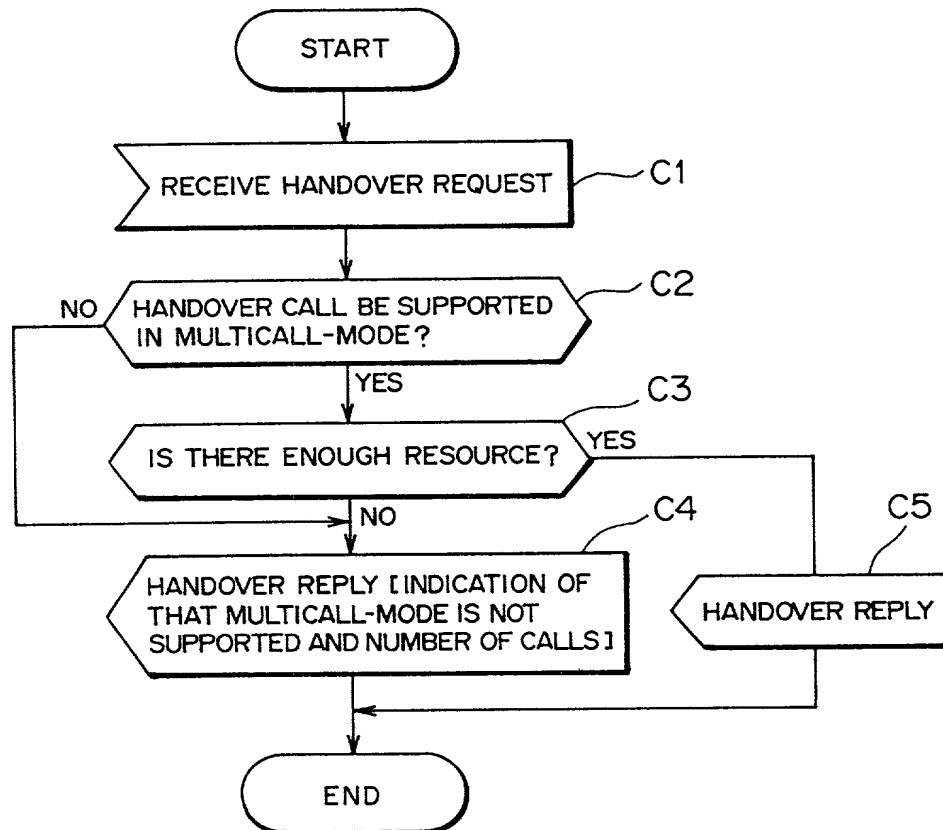 START
RECEIVE HANDOVER REQUEST
C1
HANDOVER CALL BE SUPPORTED
IN MULTICALL-MODE?
C2
NO
YES
C3
IS THERE ENOUGH RESOURCE?
YES
NO
C4
HANDOVER REPLY [INDICATION OF
THAT MULTICALL-MODE IS NOT
SUPPORTED AND NUMBER OF CALLS]
C5
HANDOVER REPLY
END